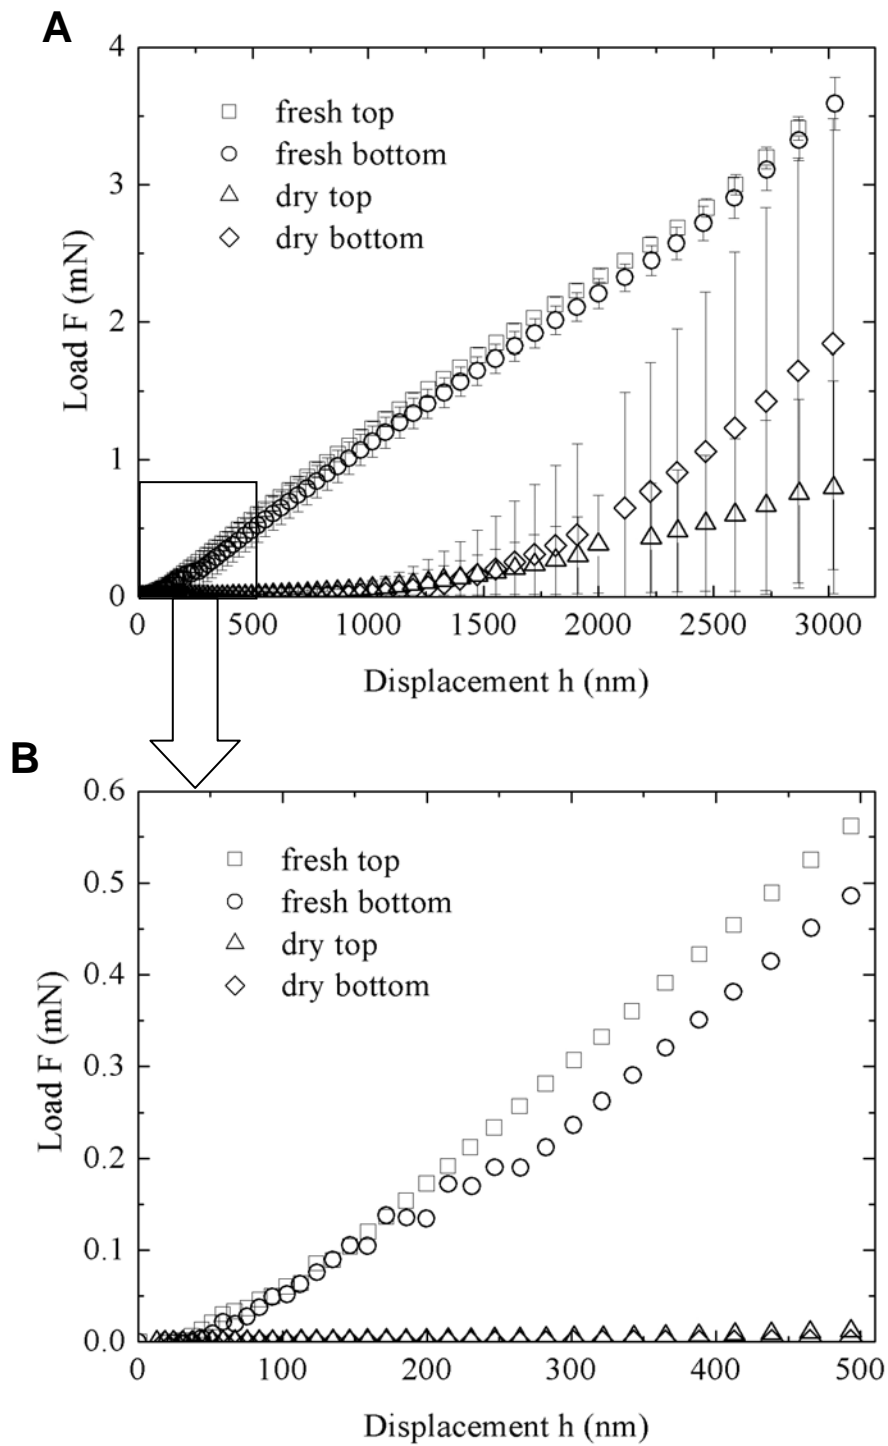 A
4
3
2
1
0
Load F (mN)
fresh top
fresh bottom
dry top
dry bottom
0 500 1000 1500 2000 2500 3000
Displacement h (nm)
B
0.6
0.5
0.4
0.3
0.2
0.1
0.0
Load F (mN)
fresh top
fresh bottom
dry top
dry bottom
0 100 200 300 400 500
Displacement h (nm)